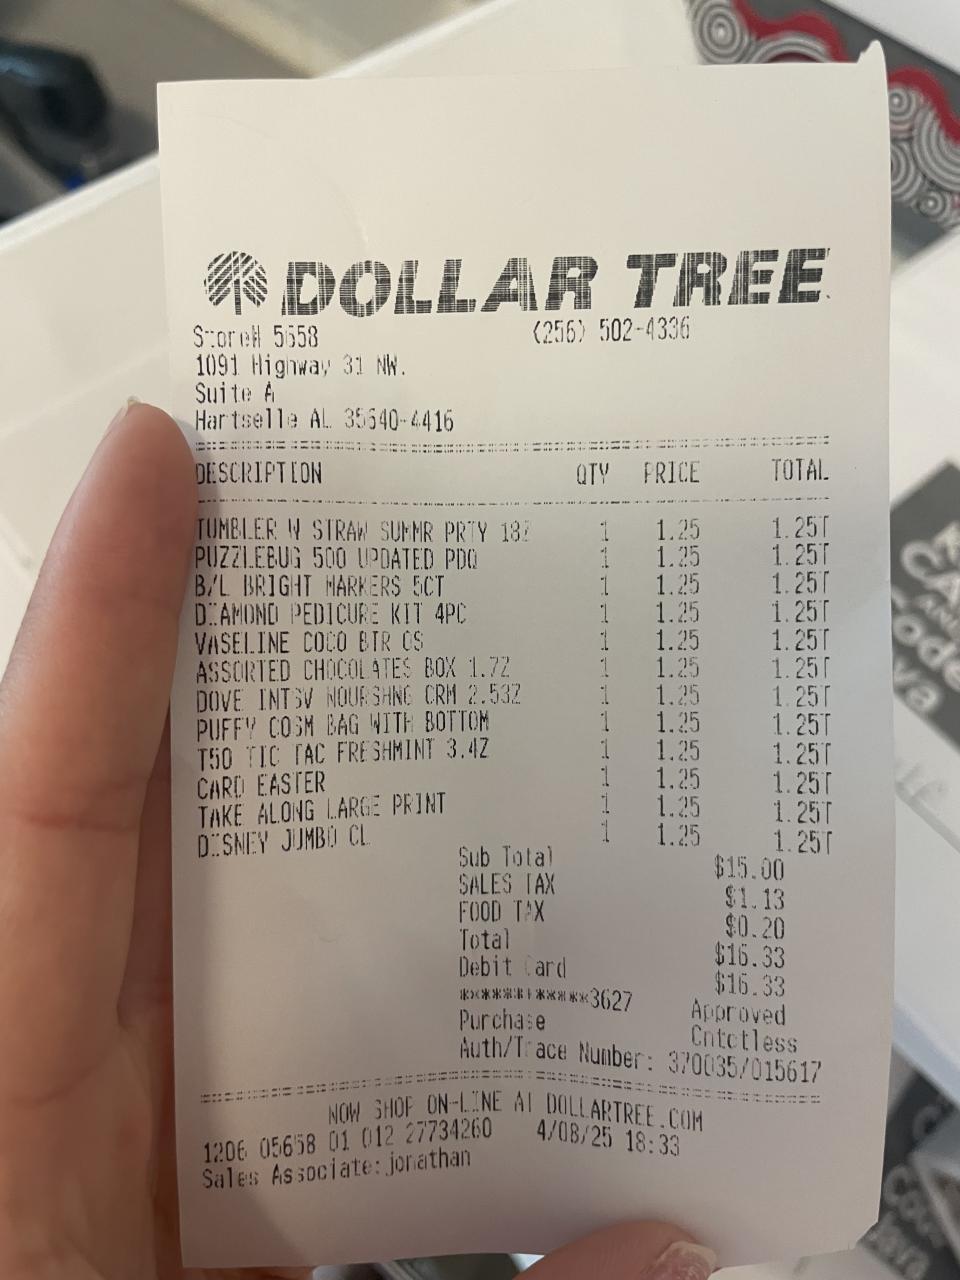 DOLLAR TREE
Store# 5658 (256) 502-4336
1091 Highway 31 NW.
Suite A
Hartselle AL 35640-4416
DESCRIPTION QTY PRICE TOTAL
TUMBLER W STRAW SUMMR PRTY 18Z 1 1.25 1.25T
PUZZLEBUG 500 UPDATED PDQ 1 1.25 1.25T
B/L BRIGHT MARKERS 5CT 1 1.25 1.25T
DIAMOND PEDICURE KIT 4PC 1 1.25 1.25T
VASELINE COCO BTR OS 1 1.25 1.25T
ASSORTED CHOCOLATES BOX 1.7Z 1 1.25 1.25T
DOVE INTSV NOURSHNG CRM 2.53Z 1 1.25 1.25T
PUFFY COSM BAG WITH BOTTOM 1 1.25 1.25T
T50 TIC TAC FRESHMINT 3.4Z 1 1.25 1.25T
CARD EASTER 1 1.25 1.25T
TAKE ALONG LARGE PRINT 1 1.25 1.25T
DISNEY JUMBO CL 1 1.25 1.25T
Sub Total $15.00
SALES TAX $1.13
FOOD TAX $0.20
Total $16.33
Debit Card $16.33
************3627 Approved
Purchase Cntctless
Auth/Trace Number: 370035/015617
NOW SHOP ON-LINE AT DOLLARTREE.COM
1206 05658 01 012 27734260 4/08/25 18:33
Sales Associate:jonathan